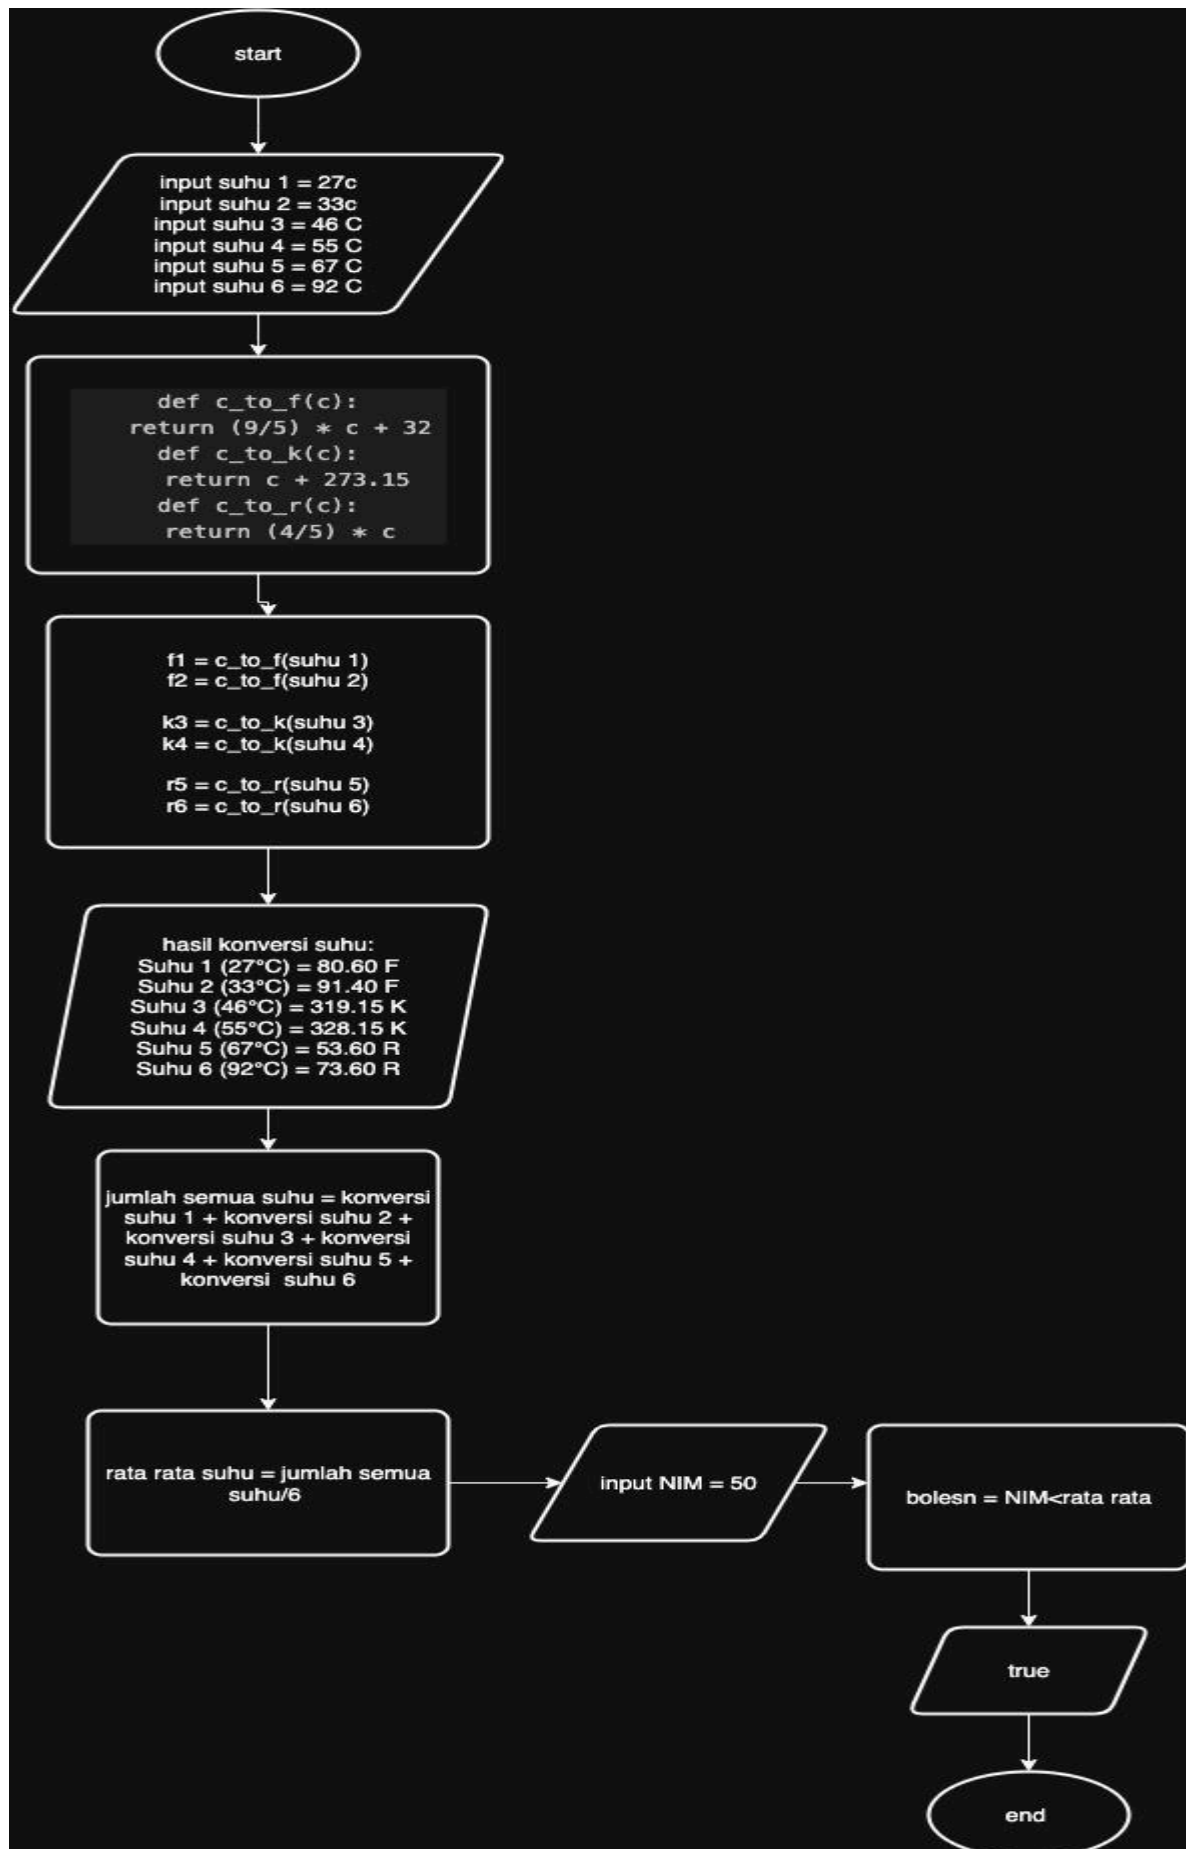 start
input suhu 1 = 27c
input suhu 2 = 33c
input suhu 3 = 46 C
input suhu 4 = 55 C
input suhu 5 = 67 C
input suhu 6 = 92 C
def c_to_f(c):
return (9/5) * c + 32
def c_to_k(c):
return c + 273.15
def c_to_r(c):
return (4/5) * c
f1 = c_to_f(suhu 1)
f2 = c_to_f(suhu 2)
k3 = c_to_k(suhu 3)
k4 = c_to_k(suhu 4)
r5 = c_to_r(suhu 5)
r6 = c_to_r(suhu 6)
hasil konversi suhu:
Suhu 1 (27°C) = 80.60 F
Suhu 2 (33°C) = 91.40 F
Suhu 3 (46°C) = 319.15 K
Suhu 4 (55°C) = 328.15 K
Suhu 5 (67°C) = 53.60 R
Suhu 6 (92°C) = 73.60 R
jumlah semua suhu = konversi
suhu 1 + konversi suhu 2 +
konversi suhu 3 + konversi
suhu 4 + konversi suhu 5 +
konversi suhu 6
rata rata suhu = jumlah semua
suhu/6
input NIM = 50
bolesn = NIM<rata rata
true
end